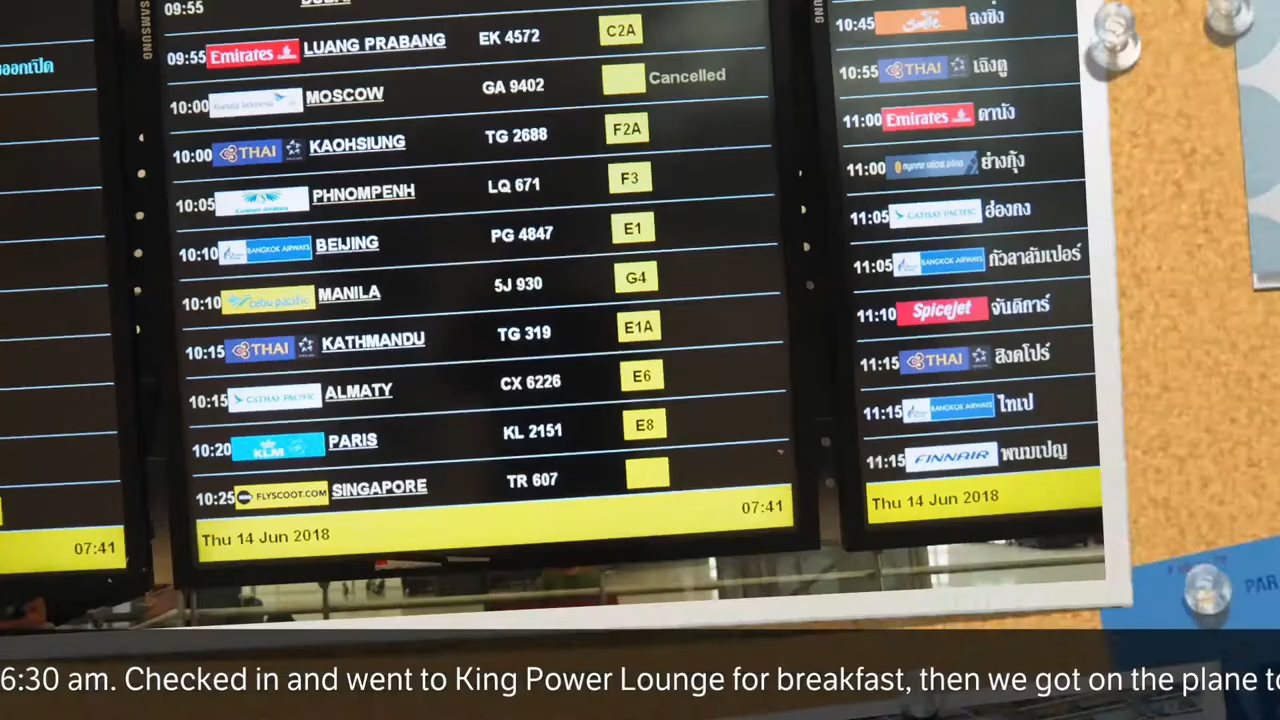 09:55
SAMSUNG
09:55 Emirates LUANG PRABANG EK 4572 C2A
10:00 Garuda Indonesia MOSCOW GA 9402 Cancelled
10:00 THAI KAOHSIUNG TG 2688 F2A
10:05 PHNOMPENH LQ 671 F3
10:10 BANGKOK AIRWAYS BEIJING PG 4847 E1
10:10 cebu pacific MANILA 5J 930 G4
10:15 THAI KATHMANDU TG 319 E1A
10:15 CATHAY PACIFIC ALMATY CX 6226 E6
10:20 KLM PARIS KL 2151 E8
10:25 FLYSCOOT.COM SINGAPORE TR 607
Thu 14 Jun 2018 07:41
07:41
10:45 Smile ฉงชิ่ง
10:55 THAI เฉิงตู
11:00 Emirates ดานัง
11:00 ย่างกุ้ง
11:05 CATHAY PACIFIC ฮ่องกง
11:05 BANGKOK AIRWAYS กัวลาลัมเปอร์
11:10 Spicejet จันดิการ์
11:15 THAI สิงคโปร์
11:15 BANGKOK AIRWAYS ไทเป
11:15 FINNAIR พนมเปญ
Thu 14 Jun 2018
PAR
6:30 am. Checked in and went to King Power Lounge for breakfast, then we got on the plane to